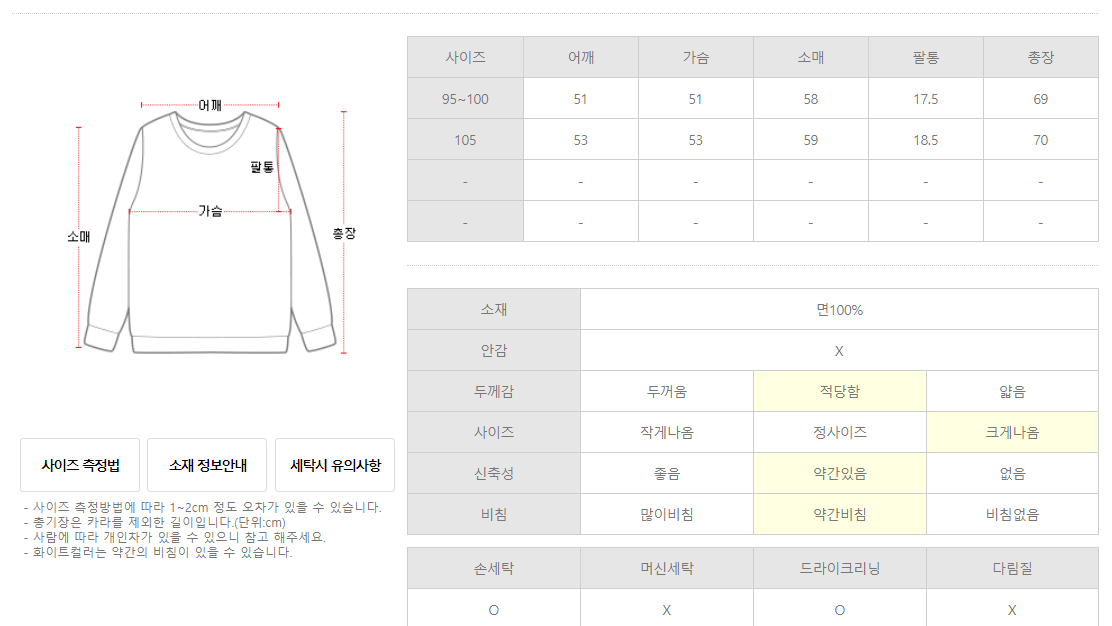 어깨
팔통
가슴
소매
총장
사이즈 측정법 소재 정보안내 세탁시 유의사항
- 사이즈 측정방법에 따라 1~2cm 정도 오차가 있을 수 있습니다.
- 총기장은 카라를 제외한 길이입니다.(단위:cm)
- 사람에 따라 개인차가 있을 수 있으니 참고 해주세요.
- 화이트컬러는 약간의 비침이 있을 수 있습니다.
사이즈 어깨 가슴 소매 팔통 총장
95~100 51 51 58 17.5 69
105 53 53 59 18.5 70
- - - - - -
- - - - - -
소재 면100%
안감 X
두께감 두꺼움 적당함 얇음
사이즈 작게나옴 정사이즈 크게나옴
신축성 좋음 약간있음 없음
비침 많이비침 약간비침 비침없음
손세탁 머신세탁 드라이크리닝 다림질
O X O X